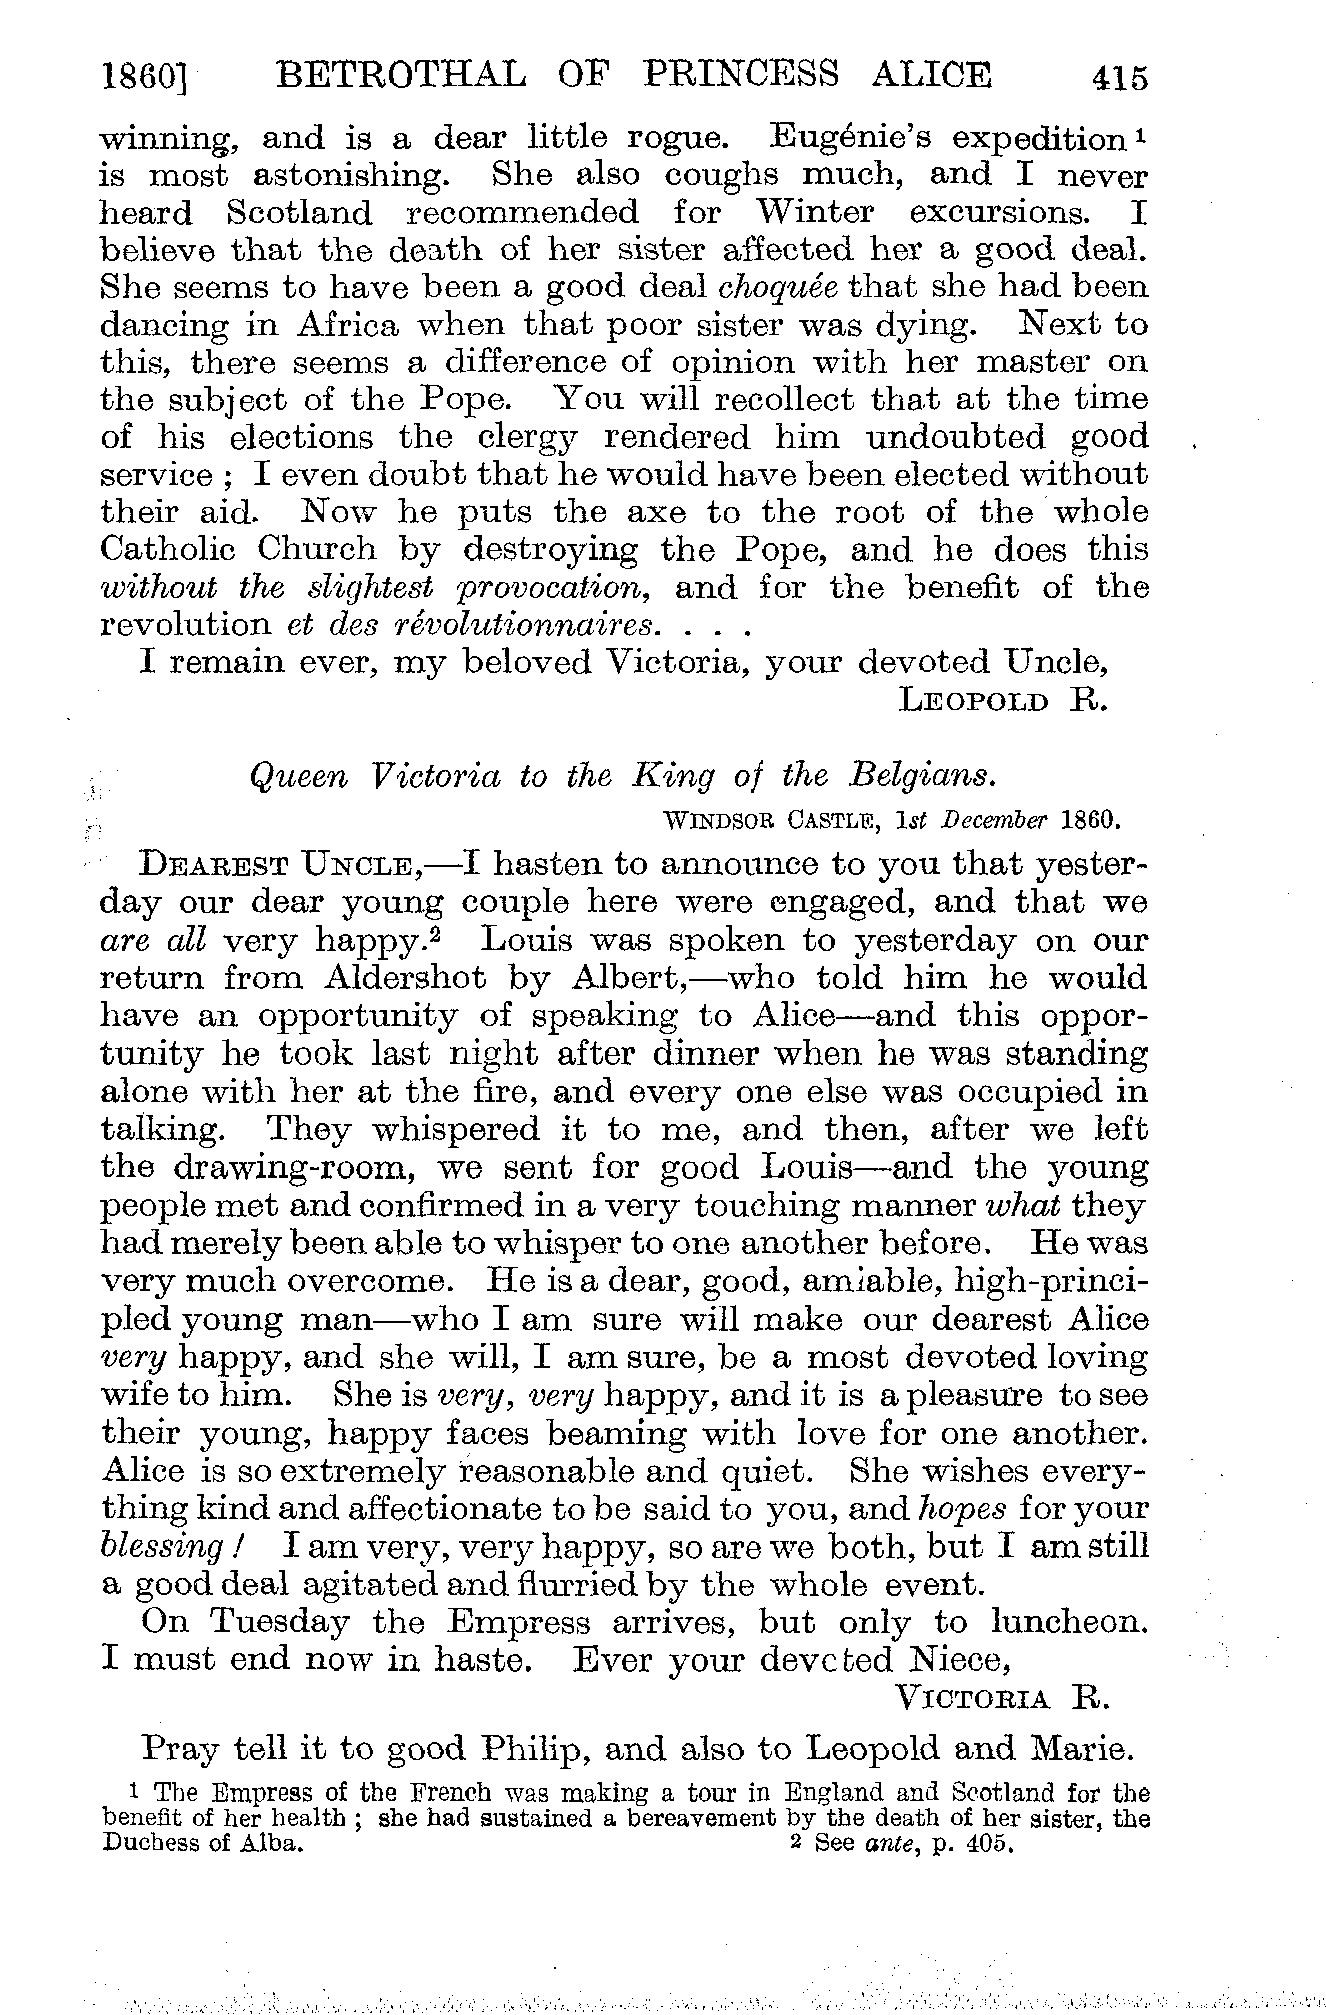 1860] BETROTHAL OF PRINCESS ALICE 415
winning, and is a dear little rogue. Eugénie's expedition¹
is most astonishing. She also coughs much, and I never
heard Scotland recommended for Winter excursions. I
believe that the death of her sister affected her a good deal.
She seems to have been a good deal choquée that she had been
dancing in Africa when that poor sister was dying. Next to
this, there seems a difference of opinion with her master on
the subject of the Pope. You will recollect that at the time
of his elections the clergy rendered him undoubted good
service ; I even doubt that he would have been elected without
their aid. Now he puts the axe to the root of the whole
Catholic Church by destroying the Pope, and he does this
without the slightest provocation, and for the benefit of the
revolution et des révolutionnaires. . . .
I remain ever, my beloved Victoria, your devoted Uncle,
LEOPOLD R.
Queen Victoria to the King of the Belgians.
WINDSOR CASTLE, 1st December 1860.
DEAREST UNCLE,—I hasten to announce to you that yester-
day our dear young couple here were engaged, and that we
are all very happy.² Louis was spoken to yesterday on our
return from Aldershot by Albert,—who told him he would
have an opportunity of speaking to Alice—and this oppor-
tunity he took last night after dinner when he was standing
alone with her at the fire, and every one else was occupied in
talking. They whispered it to me, and then, after we left
the drawing-room, we sent for good Louis—and the young
people met and confirmed in a very touching manner what they
had merely been able to whisper to one another before. He was
very much overcome. He is a dear, good, amiable, high-princi-
pled young man—who I am sure will make our dearest Alice
very happy, and she will, I am sure, be a most devoted loving
wife to him. She is very, very happy, and it is a pleasure to see
their young, happy faces beaming with love for one another.
Alice is so extremely reasonable and quiet. She wishes every-
thing kind and affectionate to be said to you, and hopes for your
blessing ! I am very, very happy, so are we both, but I am still
a good deal agitated and flurried by the whole event.
On Tuesday the Empress arrives, but only to luncheon.
I must end now in haste. Ever your devoted Niece,
VICTORIA R.
Pray tell it to good Philip, and also to Leopold and Marie.
1 The Empress of the French was making a tour in England and Scotland for the
benefit of her health ; she had sustained a bereavement by the death of her sister, the
Duchess of Alba. 2 See ante, p. 405.